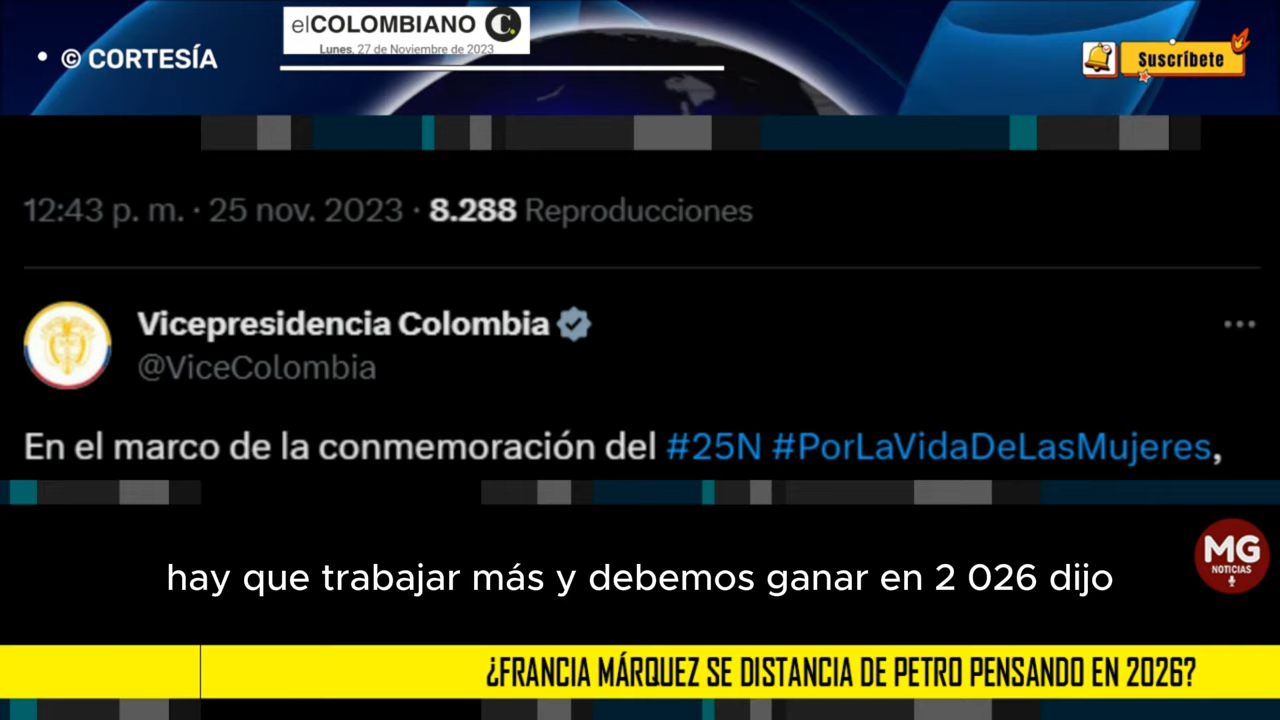 • © CORTESÍA
elCOLOMBIANO C.
Lunes, 27 de Noviembre de 2023
Suscríbete
12:43 p. m. · 25 nov. 2023 · 8.288 Reproducciones
Vicepresidencia Colombia
@ViceColombia
En el marco de la conmemoración del #25N #PorLaVidaDeLasMujeres,
hay que trabajar más y debemos ganar en 2 026 dijo
MG
NOTICIAS
¿FRANCIA MÁRQUEZ SE DISTANCIA DE PETRO PENSANDO EN 2026?